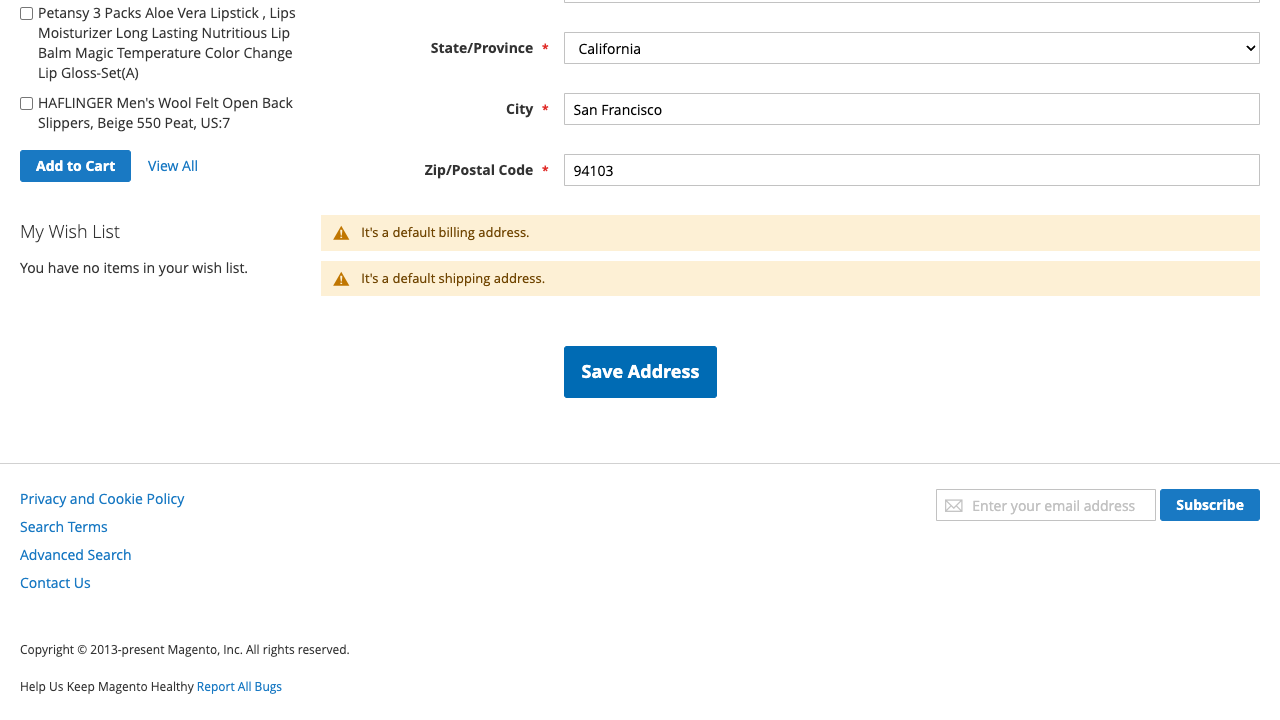 Petansy 3 Packs Aloe Vera Lipstick , Lips
Moisturizer Long Lasting Nutritious Lip
Balm Magic Temperature Color Change
Lip Gloss-Set(A)
HAFLINGER Men's Wool Felt Open Back
Slippers, Beige 550 Peat, US:7
Add to Cart View All
My Wish List
You have no items in your wish list.
State/Province * California
City * San Francisco
Zip/Postal Code * 94103
It's a default billing address.
It's a default shipping address.
Save Address
Privacy and Cookie Policy
Search Terms
Advanced Search
Contact Us
Enter your email address Subscribe
Copyright © 2013-present Magento, Inc. All rights reserved.
Help Us Keep Magento Healthy Report All Bugs